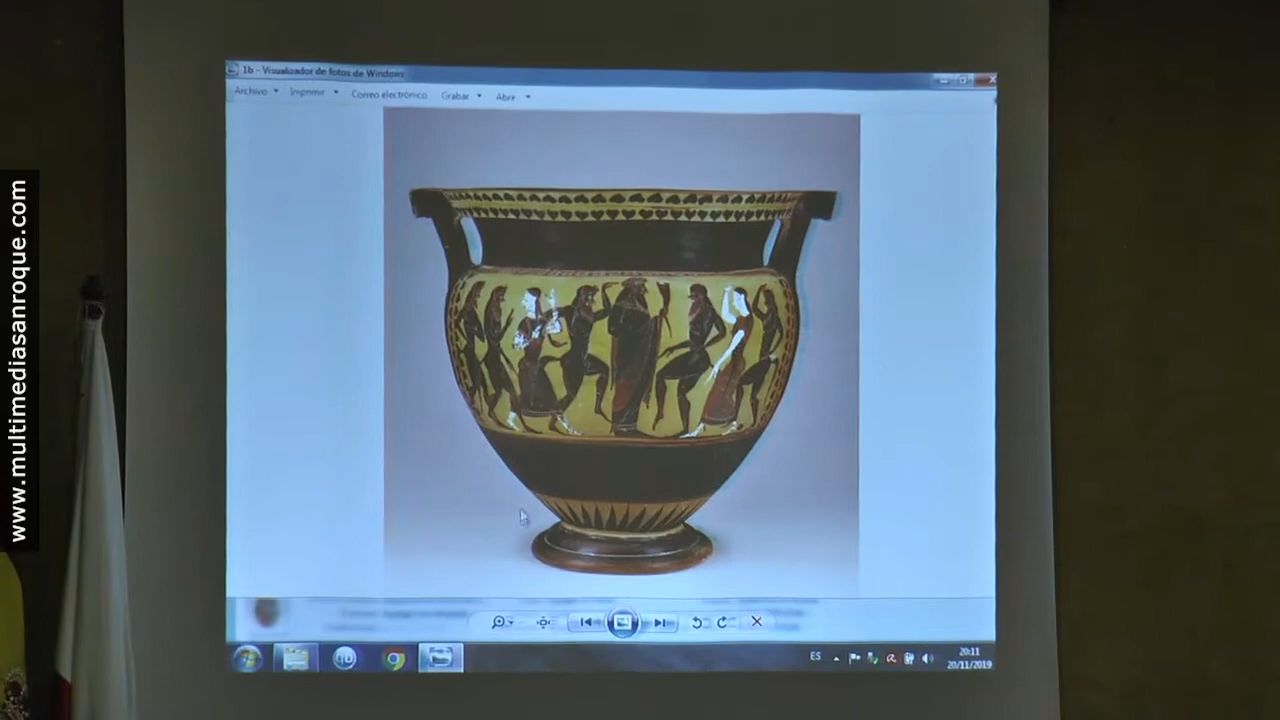 1b - Visualizador de fotos de Windows
Archivo Imprimir Correo electrónico Grabar Abrir
www.multimediasanroque.com
ES
20:11
20/11/2019